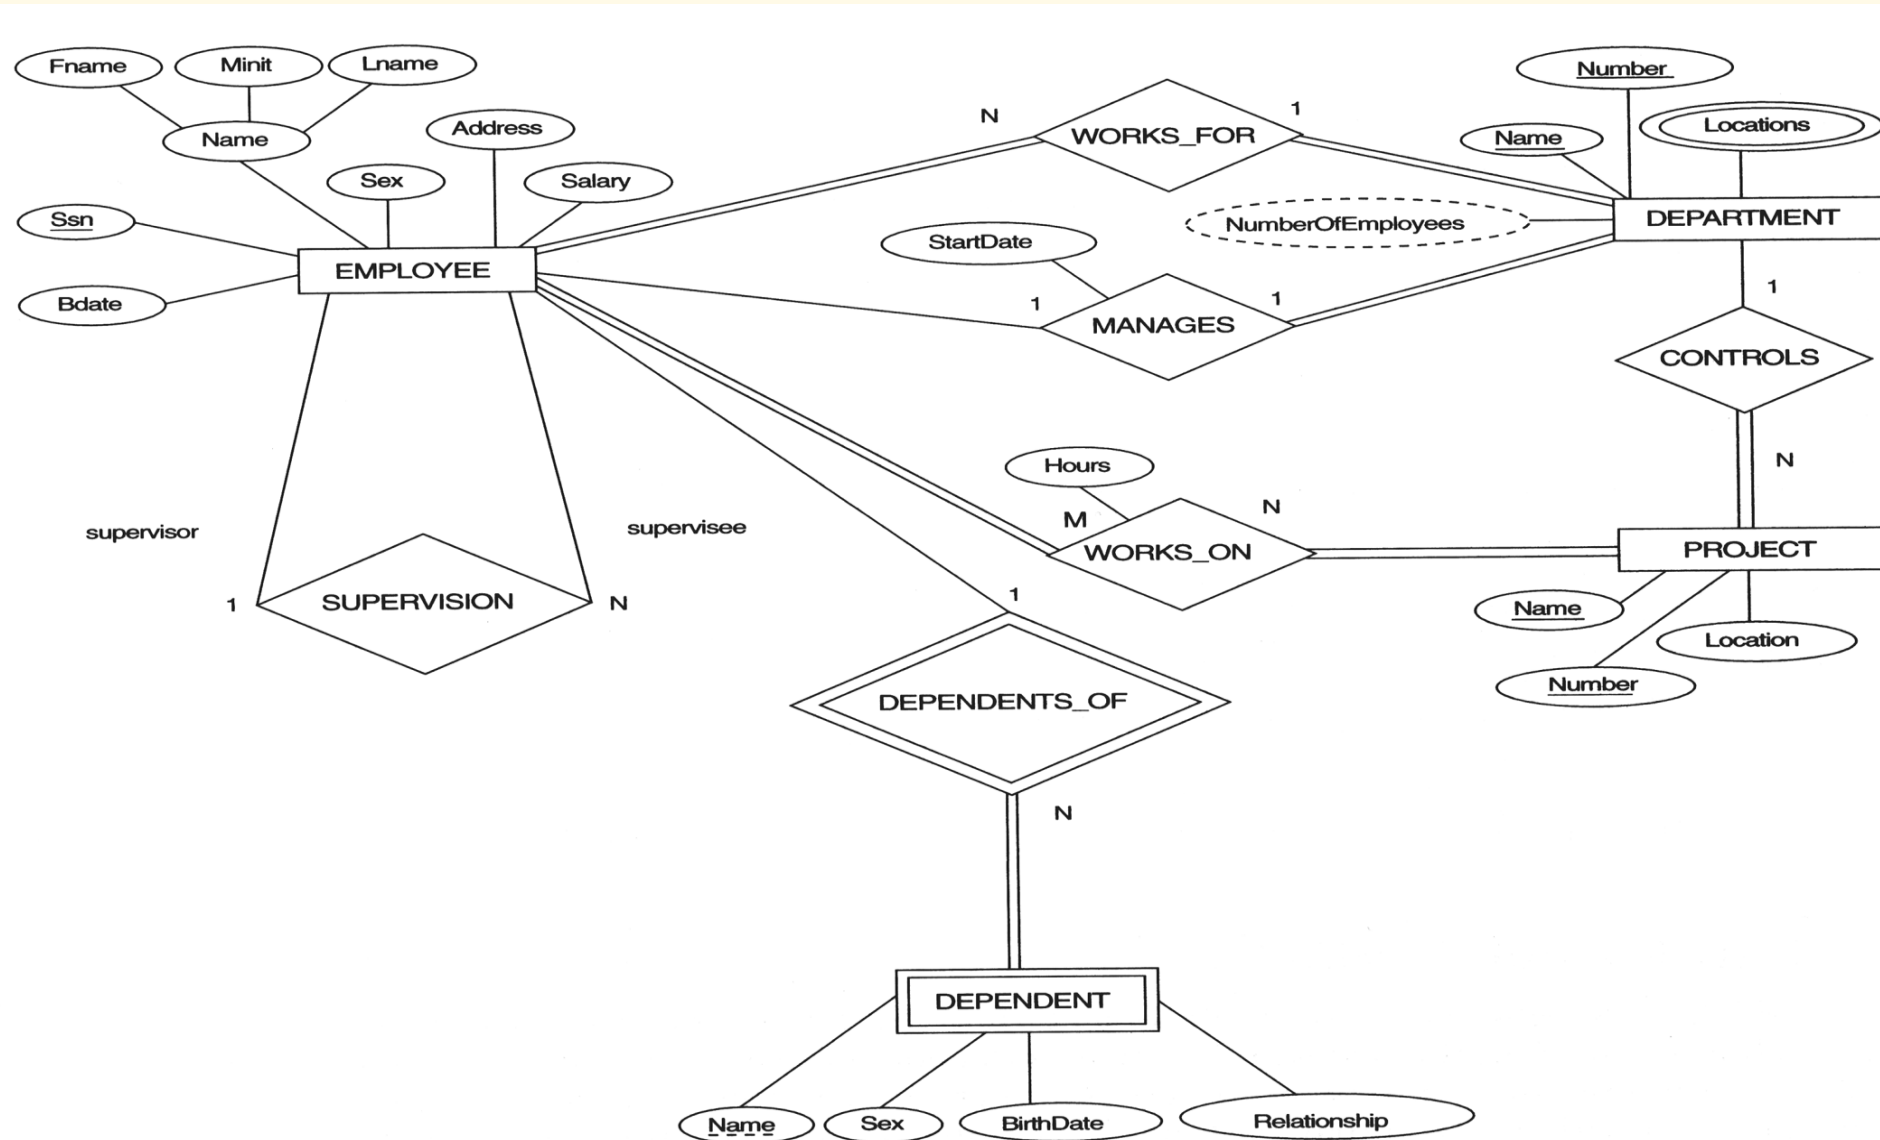 Fname
Minit
Lname
Number
Name
Address
Locations
N
WORKS_FOR
1
Name
Sex
Salary
Ssn
NumberOfEmployees
DEPARTMENT
StartDate
EMPLOYEE
Bdate
1
MANAGES
1
1
CONTROLS
Hours
N
M
N
supervisor
supervisee
WORKS_ON
PROJECT
1
SUPERVISION
N
1
Name
Location
Number
DEPENDENTS_OF
N
DEPENDENT
Name
Sex
BirthDate
Relationship